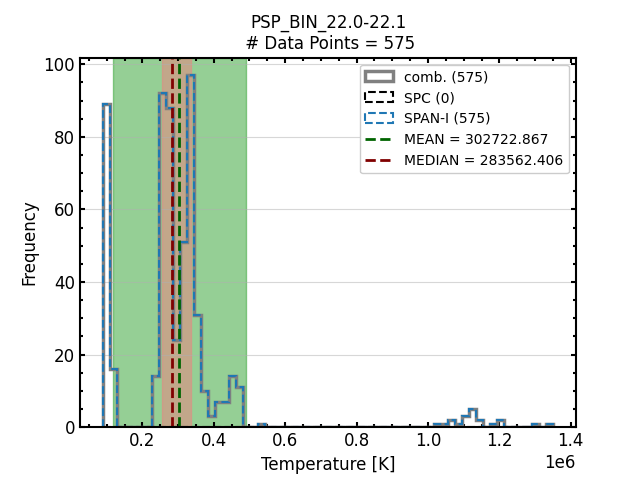 PSP_BIN_22.0-22.1
# Data Points = 575
100
80
60
40
20
0
Frequency
comb. (575)
SPC (0)
SPAN-I (575)
MEAN = 302722.867
MEDIAN = 283562.406
0.2 0.4 0.6 0.8 1.0 1.2 1.4
1e6
Temperature [K]